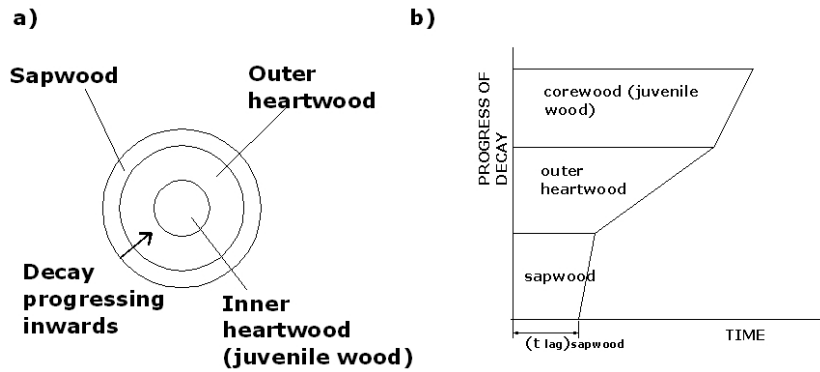 a)
Sapwood
Outer
heartwood
Decay
progressing
inwards
Inner
heartwood
(juvenile wood)
b)
PROGRESS OF
DECAY
corewood (juvenile
wood)
outer
heartwood
sapwood
(t lag)sapwood
TIME